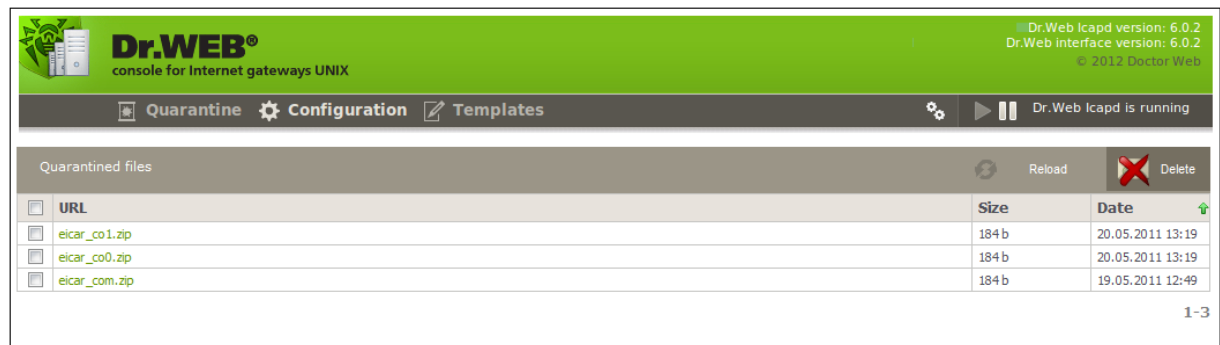 Dr.WEB®
console for Internet gateways UNIX
Dr.Web Icapd version: 6.0.2
Dr.Web interface version: 6.0.2
© 2012 Doctor Web
Quarantine Configuration Templates Dr.Web Icapd is running
Quarantined files Reload Delete
URL Size Date
eicar_co1.zip 184 b 20.05.2011 13:19
eicar_co0.zip 184 b 20.05.2011 13:19
eicar_com.zip 184 b 19.05.2011 12:49
1-3